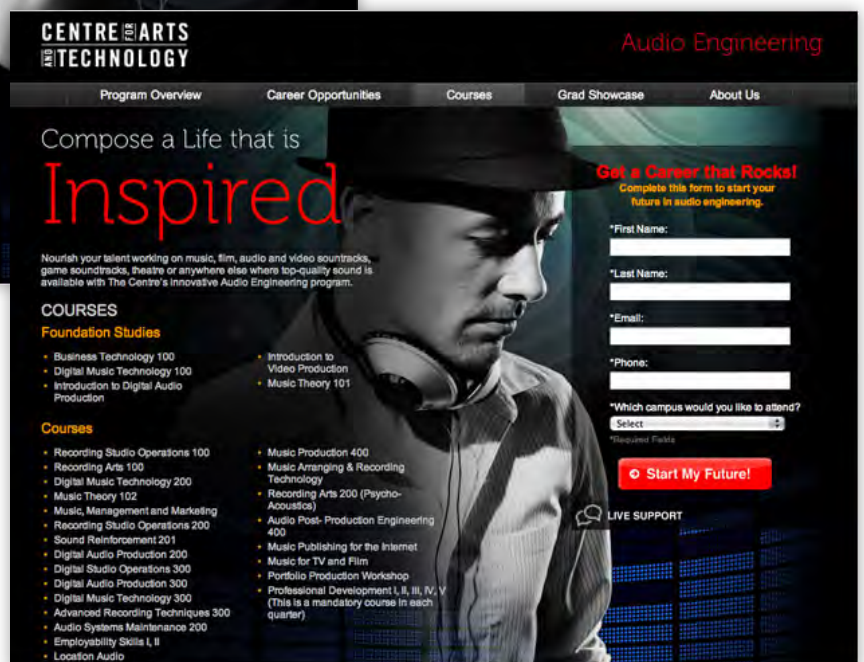 CENTRE FOR ARTS
AND TECHNOLOGY
Audio Engineering
Program Overview
Career Opportunities
Courses
Grad Showcase
About Us
Compose a Life that is
Inspired
Nourish your talent working on music, film, audio and video sountracks,
game soundtracks, theatre or anywhere else where top-quality sound is
available with The Centre's innovative Audio Engineering program.
COURSES
Foundation Studies
• Business Technology 100
• Digital Music Technology 100
• Introduction to Digital Audio
Production
• Introduction to
Video Production
• Music Theory 101
Courses
• Recording Studio Operations 100
• Recording Arts 100
• Digital Music Technology 200
• Music Theory 102
• Music, Management and Marketing
• Recording Studio Operations 200
• Sound Reinforcement 201
• Digital Audio Production 200
• Digital Studio Operations 300
• Digital Audio Production 300
• Digital Music Technology 300
• Advanced Recording Techniques 300
• Audio Systems Maintenance 200
• Employability Skills I, II
• Location Audio
• Music Production 400
• Music Arranging & Recording
Technology
• Recording Arts 200 (Psycho-
Acoustics)
• Audio Post- Production Engineering
400
• Music Publishing for the Internet
• Music for TV and Film
• Portfolio Production Workshop
• Professional Development I, II, III, IV, V
(This is a mandatory course in each
quarter)
Get a Career that Rocks!
Complete this form to start your
future in audio engineering.
*First Name:
*Last Name:
*Email:
*Phone:
*Which campus would you like to attend?
Select
*Required Fields
Start My Future!
LIVE SUPPORT